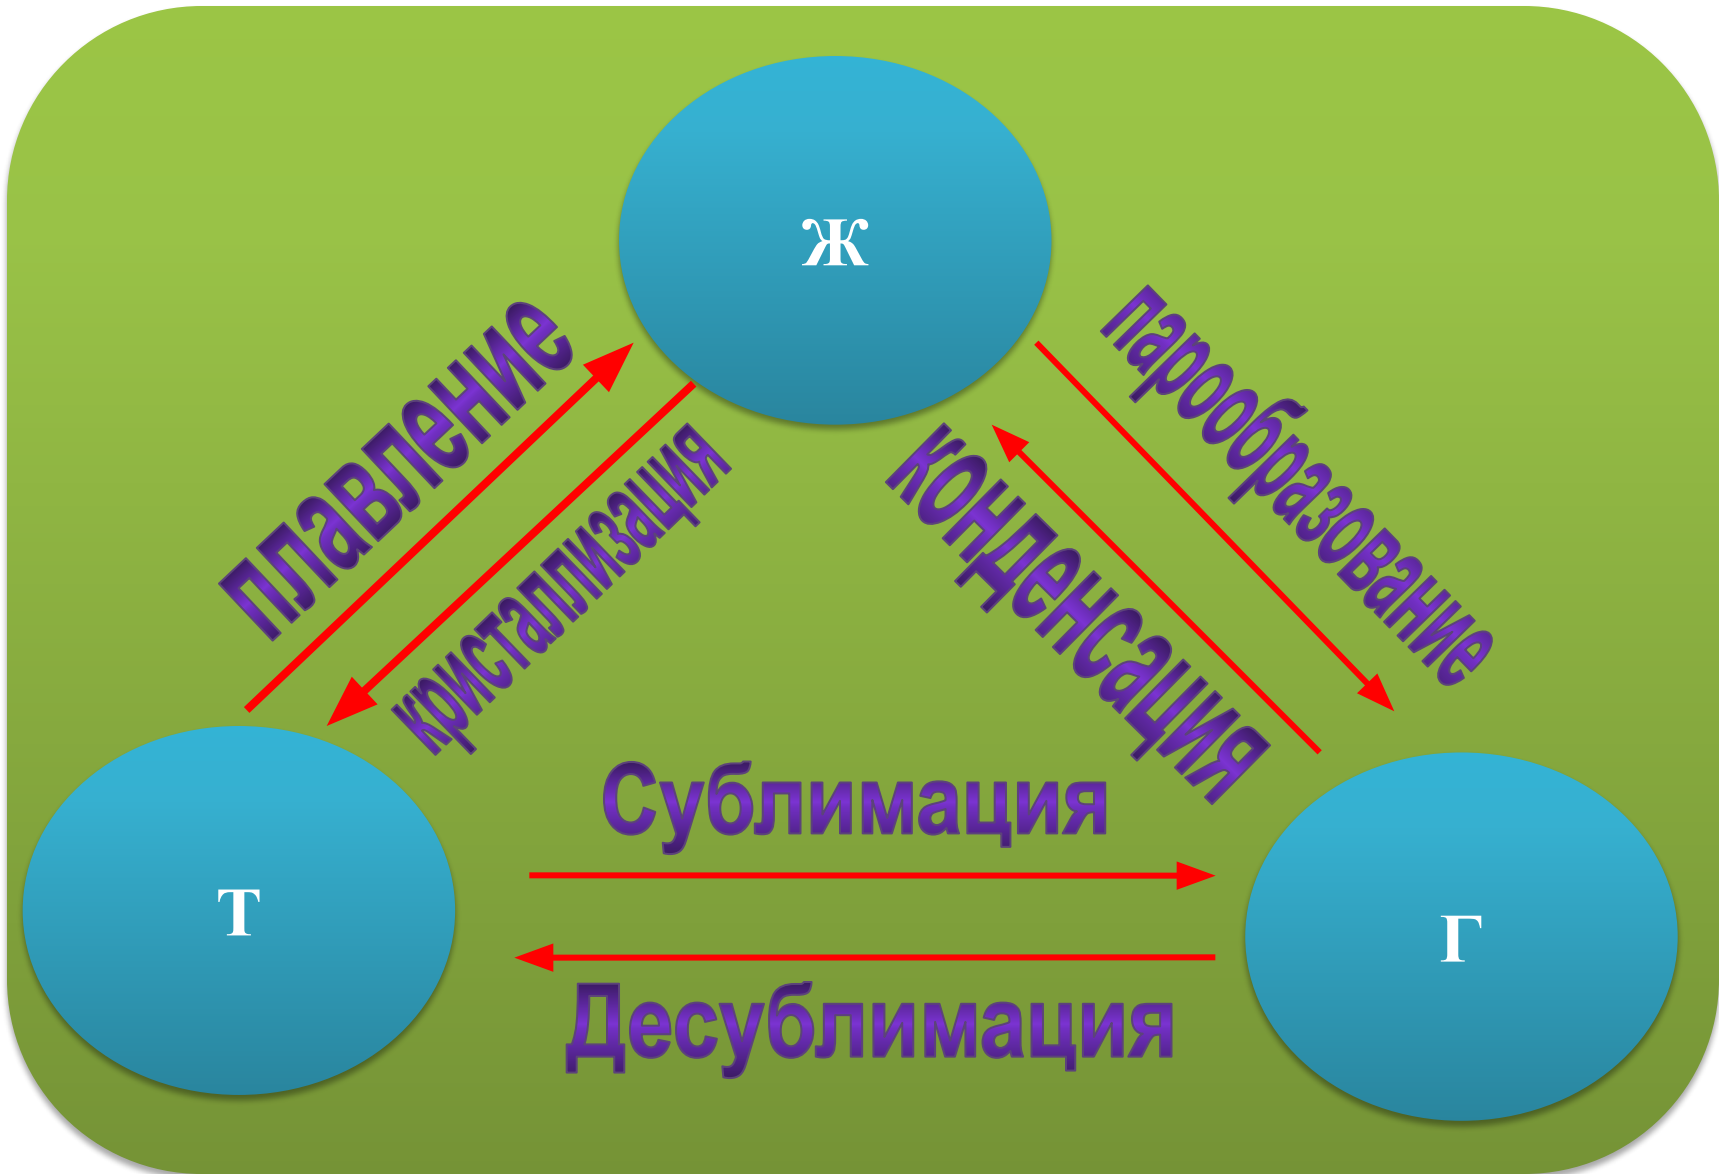 Ж
плавление
кристаллизация
парообразование
конденсация
Сублимация
Десублимация
Т
Г